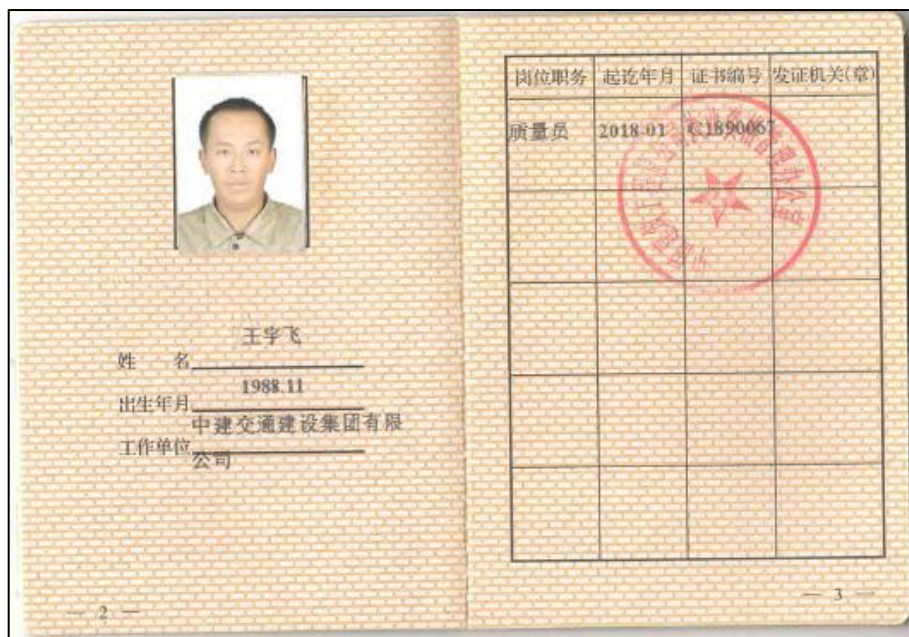 王宇飞
姓 名
1988.11
出生年月
中建交通建设集团有限
工作单位
公司
— 2 —
岗位职务 起讫年月 证书编号 发证机关(章)
质量员 2018 01 C1890067
— 3 —